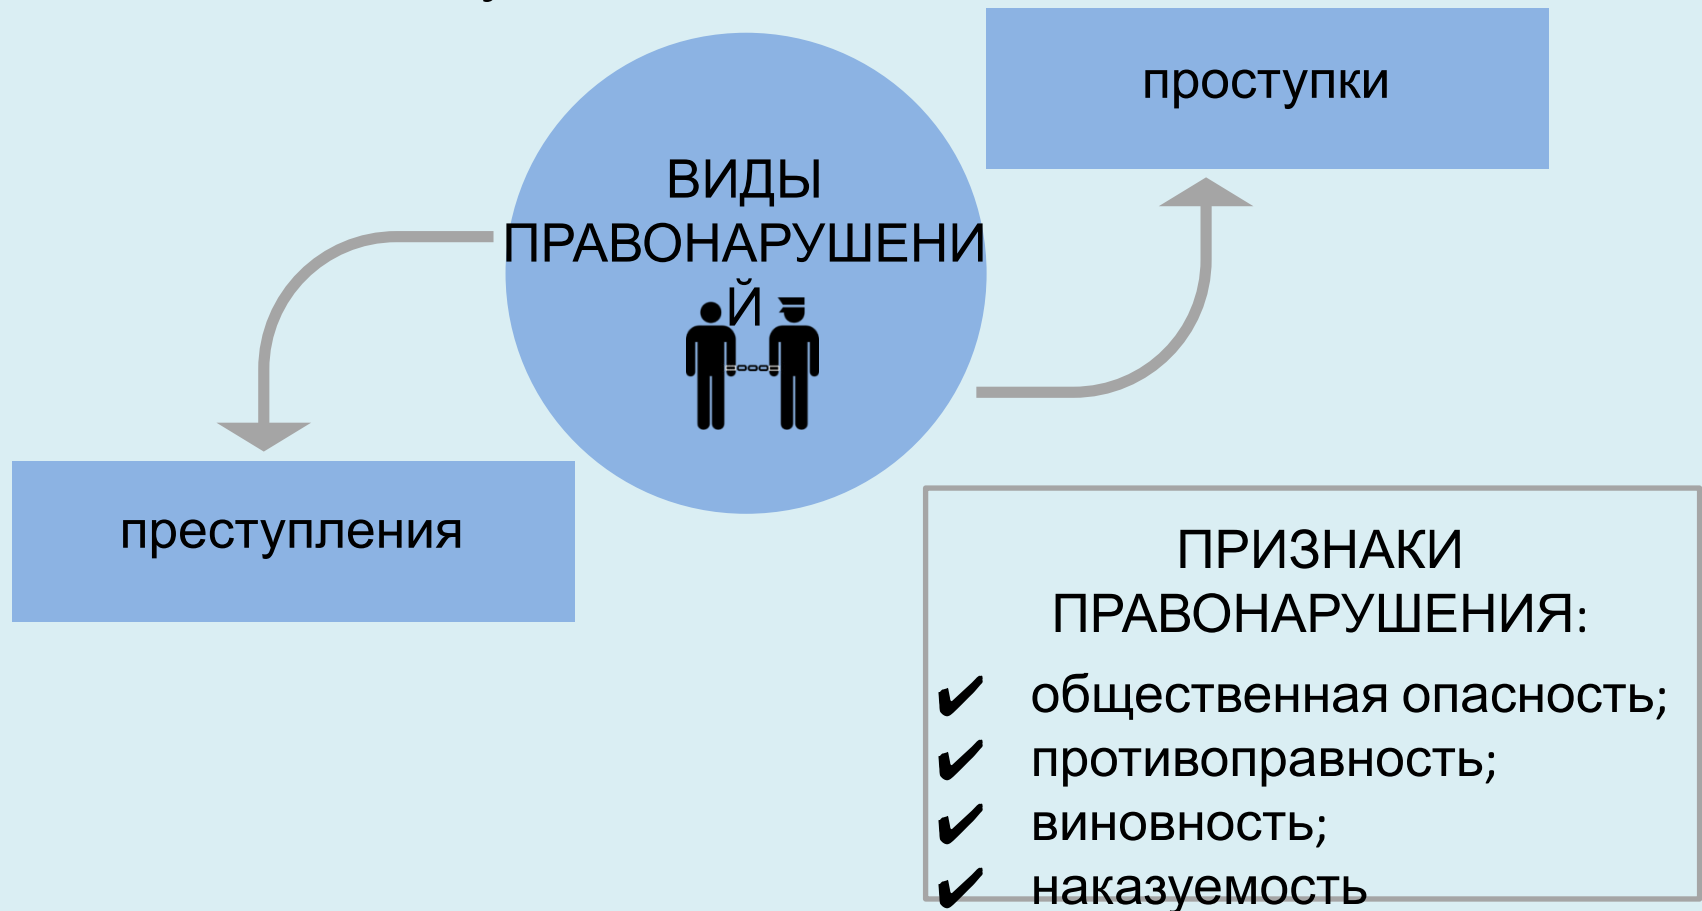 проступки
ВИДЫ
ПРАВОНАРУШЕНИ
Й
преступления
ПРИЗНАКИ
ПРАВОНАРУШЕНИЯ:
✔ общественная опасность;
✔ противоправность;
✔ виновность;
✔ наказуемость